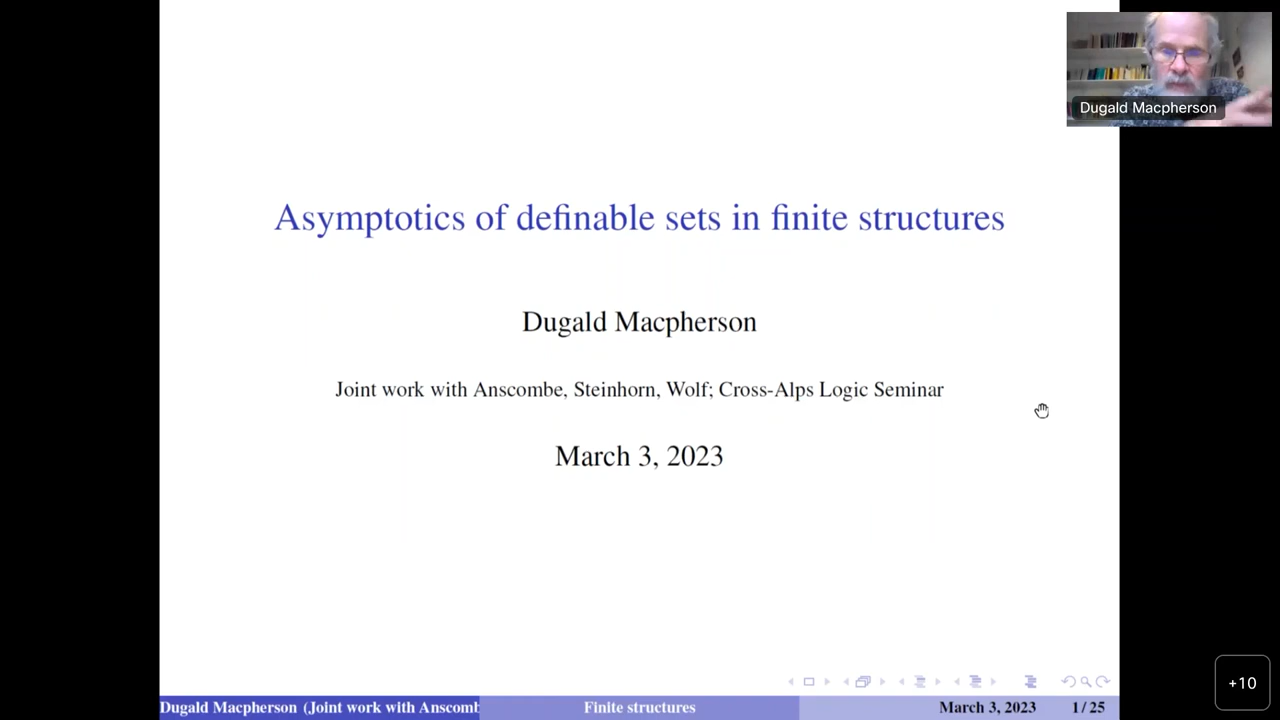 Dugald Macpherson
Asymptotics of definable sets in finite structures
Dugald Macpherson
Joint work with Anscombe, Steinhorn, Wolf; Cross-Alps Logic Seminar
March 3, 2023
+10
Dugald Macpherson (Joint work with Anscomb
Finite structures
March 3, 2023
1 / 25